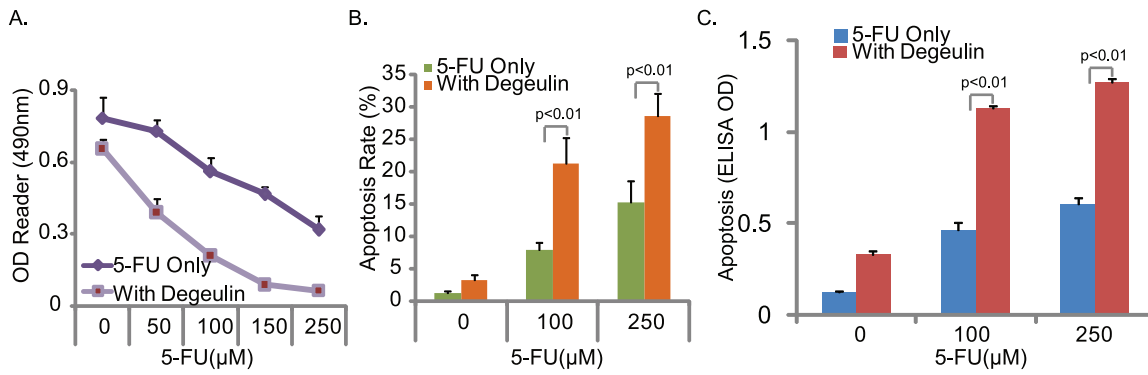 A.
OD Reader (490nm)
0.9
0.6
0.3
0
5-FU Only
With Degeulin
0 50 100 150 250
5-FU(µM)
B.
5-FU Only
With Degeulin
Apoptosis Rate (%)
35
30
25
20
15
10
5
0
p<0.01
p<0.01
0 100 250
5-FU(µM)
C.
5-FU Only
With Degeulin
Apoptosis (ELISA OD)
1.5
1
0.5
0
p<0.01
p<0.01
0 100 250
5-FU(µM)